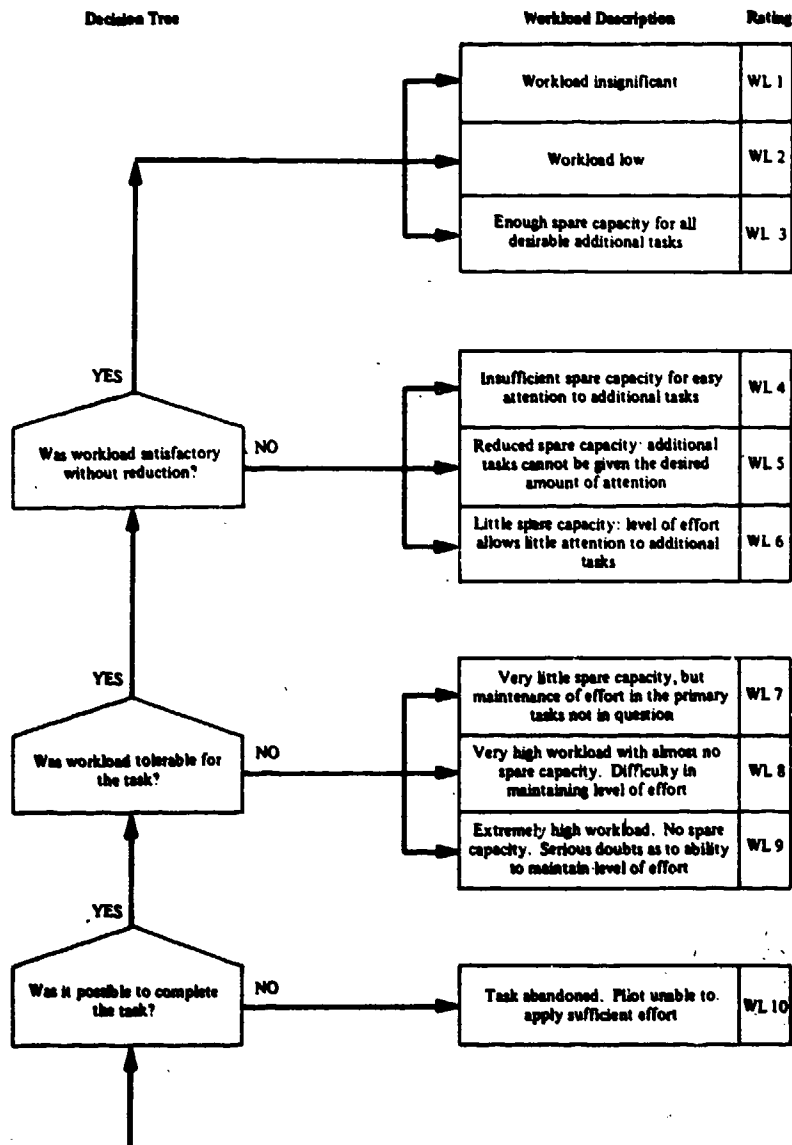 Decision Tree
Workload Description
Rating
Workload insignificant
WL 1
Workload low
WL 2
Enough spare capacity for all
desirable additional tasks
WL 3
YES
Was workload satisfactory
without reduction?
NO
Insufficient spare capacity for easy
attention to additional tasks
WL 4
Reduced spare capacity: additional
tasks cannot be given the desired
amount of attention
WL 5
Little spare capacity: level of effort
allows little attention to additional
tasks
WL 6
YES
Was workload tolerable for
the task?
NO
Very little spare capacity, but
maintenance of effort in the primary
tasks not in question
WL 7
Very high workload with almost no
spare capacity. Difficulty in
maintaining level of effort
WL 8
Extremely high workload. No spare
capacity. Serious doubts as to ability
to maintain level of effort
WL 9
YES
Was it possible to complete
the task?
NO
Task abandoned. Pilot unable to
apply sufficient effort
WL 10